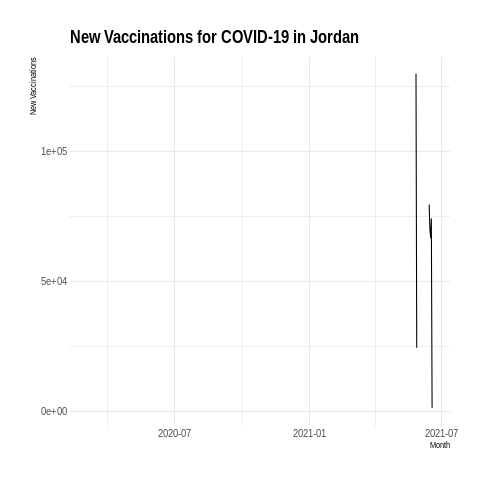 New Vaccinations for COVID-19 in Jordan
New Vaccinations
1e+05
5e+04
0e+00
2020-07 2021-01 2021-07
Month